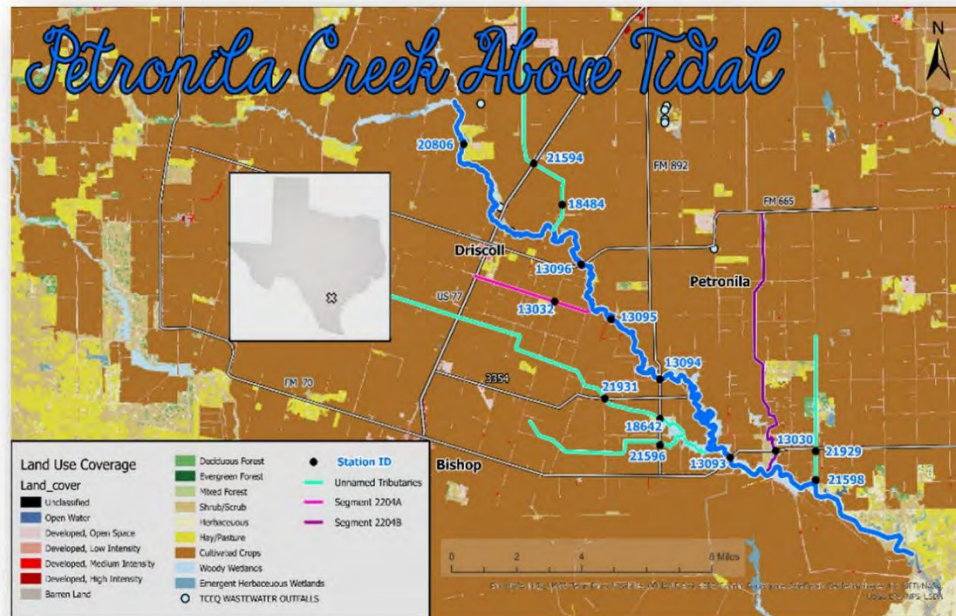 Petronila Creek Above Tidal
N
20806
21594
FM 892
18484
FM 665
Driscoll
13096
Petronila
US 77
13032
13095
13094
3354
21931
FM 70
18642
21596
13030
21929
13093
Bishop
21598
Land Use Coverage
Land_cover
Unclassified
Open Water
Developed, Open Space
Developed, Low Intensity
Developed, Medium Intensity
Developed, High Intensity
Barren Land
Deciduous Forest
Evergreen Forest
Mixed Forest
Shrub/Scrub
Herbaceous
Hay/Pasture
Cultivated Crops
Woody Wetlands
Emergent Herbaceous Wetlands
TCEQ WASTEWATER OUTFALLS
Station ID
Unnamed Tributaries
Segment 2204A
Segment 2204B
0 2 4 8 Miles